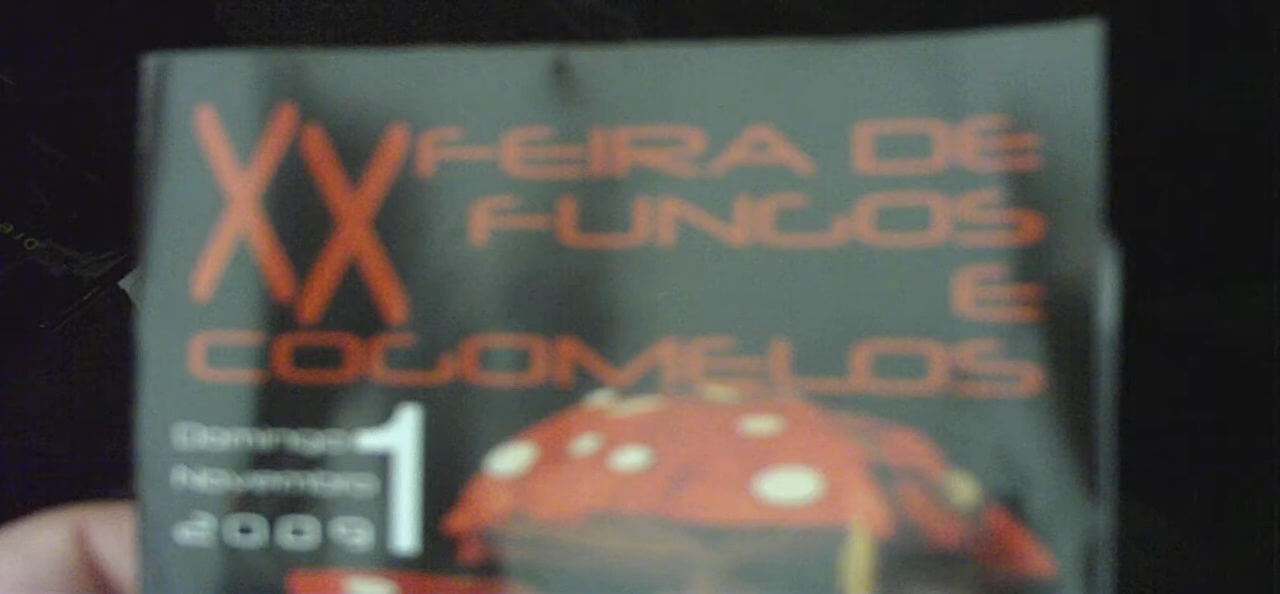 XX FEIRA DE
FUNGOS
E
COGOMELOS
Domingo 1
Novembro
2009